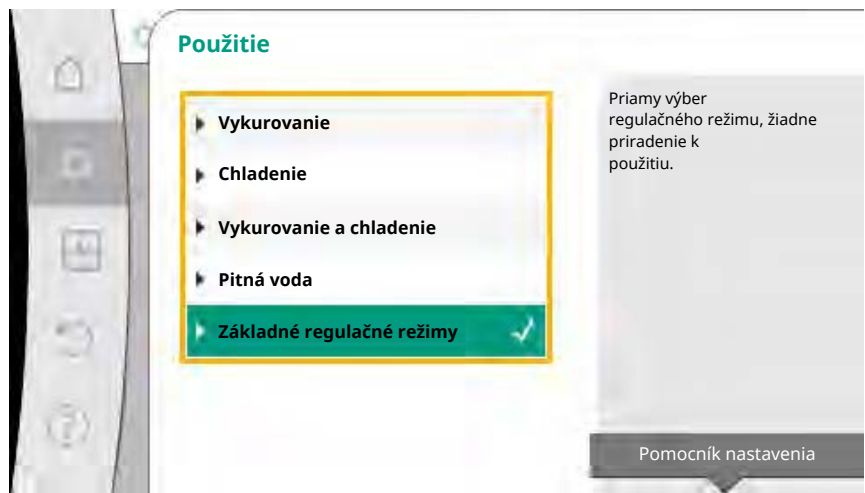 Použitie
Vykurovanie
Chladenie
Vykurovanie a chladenie
Pitná voda
Základné regulačné režimy
Priamy výber
regulačného režimu, žiadne
priradenie k
použitiu.
Pomocník nastavenia